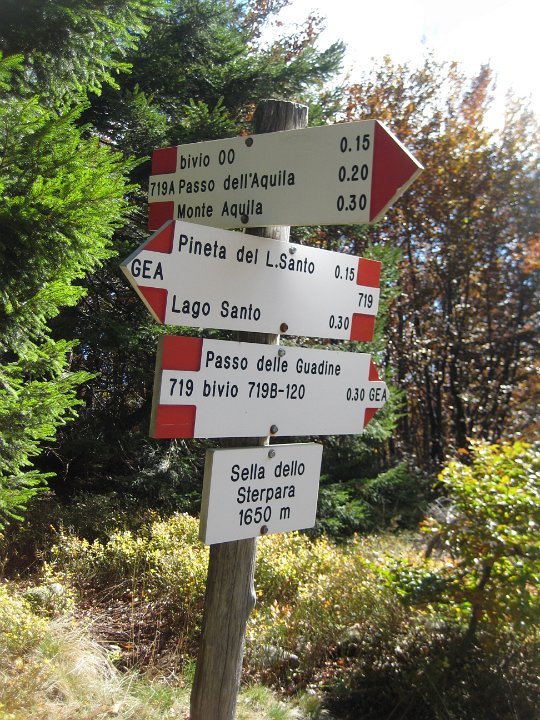 bivio 00 0.15
719A Passo dell'Aquila 0.20
Monte Aquila 0.30
Pineta del L.Santo 0.15
GEA 719
Lago Santo 0.30
Passo delle Guadine
719 bivio 719B-120 0.30 GEA
Sella dello
Sterpara
1650 m